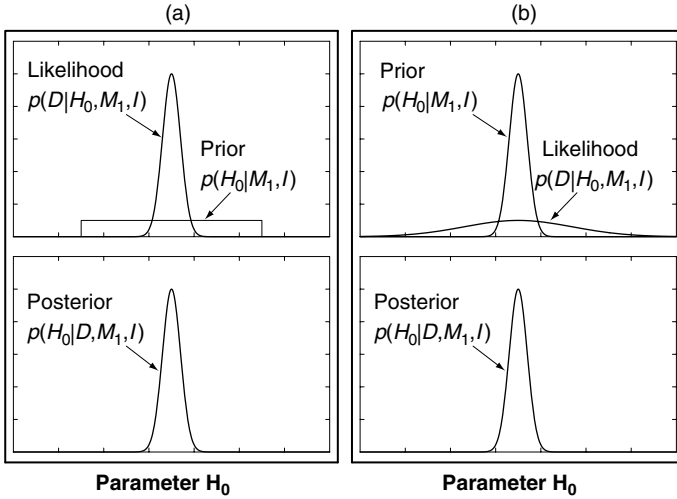 (a)
Likelihood
p(D|H₀,M₁,I)
Prior
p(H₀|M₁,I)
Posterior
p(H₀|D,M₁,I)
Parameter H₀
(b)
Prior
p(H₀|M₁,I)
Likelihood
p(D|H₀,M₁,I)
Posterior
p(H₀|D,M₁,I)
Parameter H₀